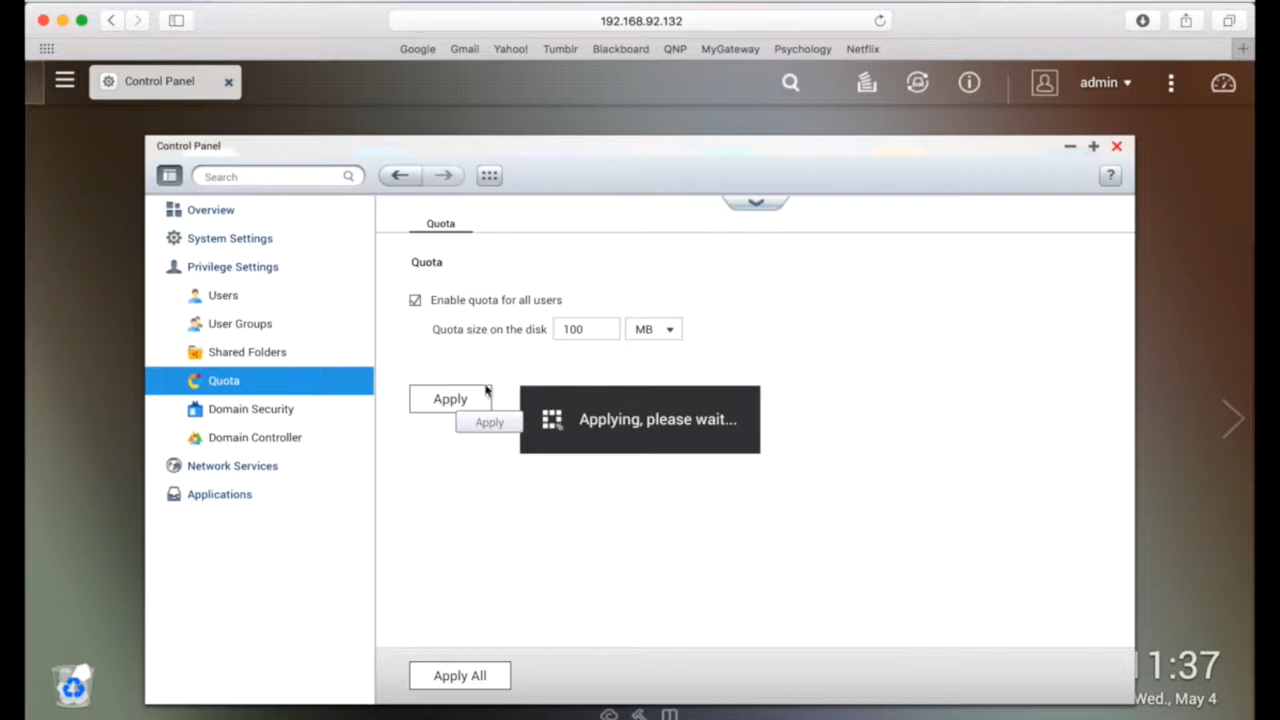 192.168.92.132
Google Gmail Yahoo! Tumblr Blackboard QNP MyGateway Psychology Netflix
Control Panel
admin
Control Panel
Search
?
Overview
System Settings
Privilege Settings
Users
User Groups
Shared Folders
Quota
Domain Security
Domain Controller
Network Services
Applications
Quota
Quota
Enable quota for all users
Quota size on the disk 100 MB
Apply
Apply
Applying, please wait...
Apply All
11:37
Wed., May 4